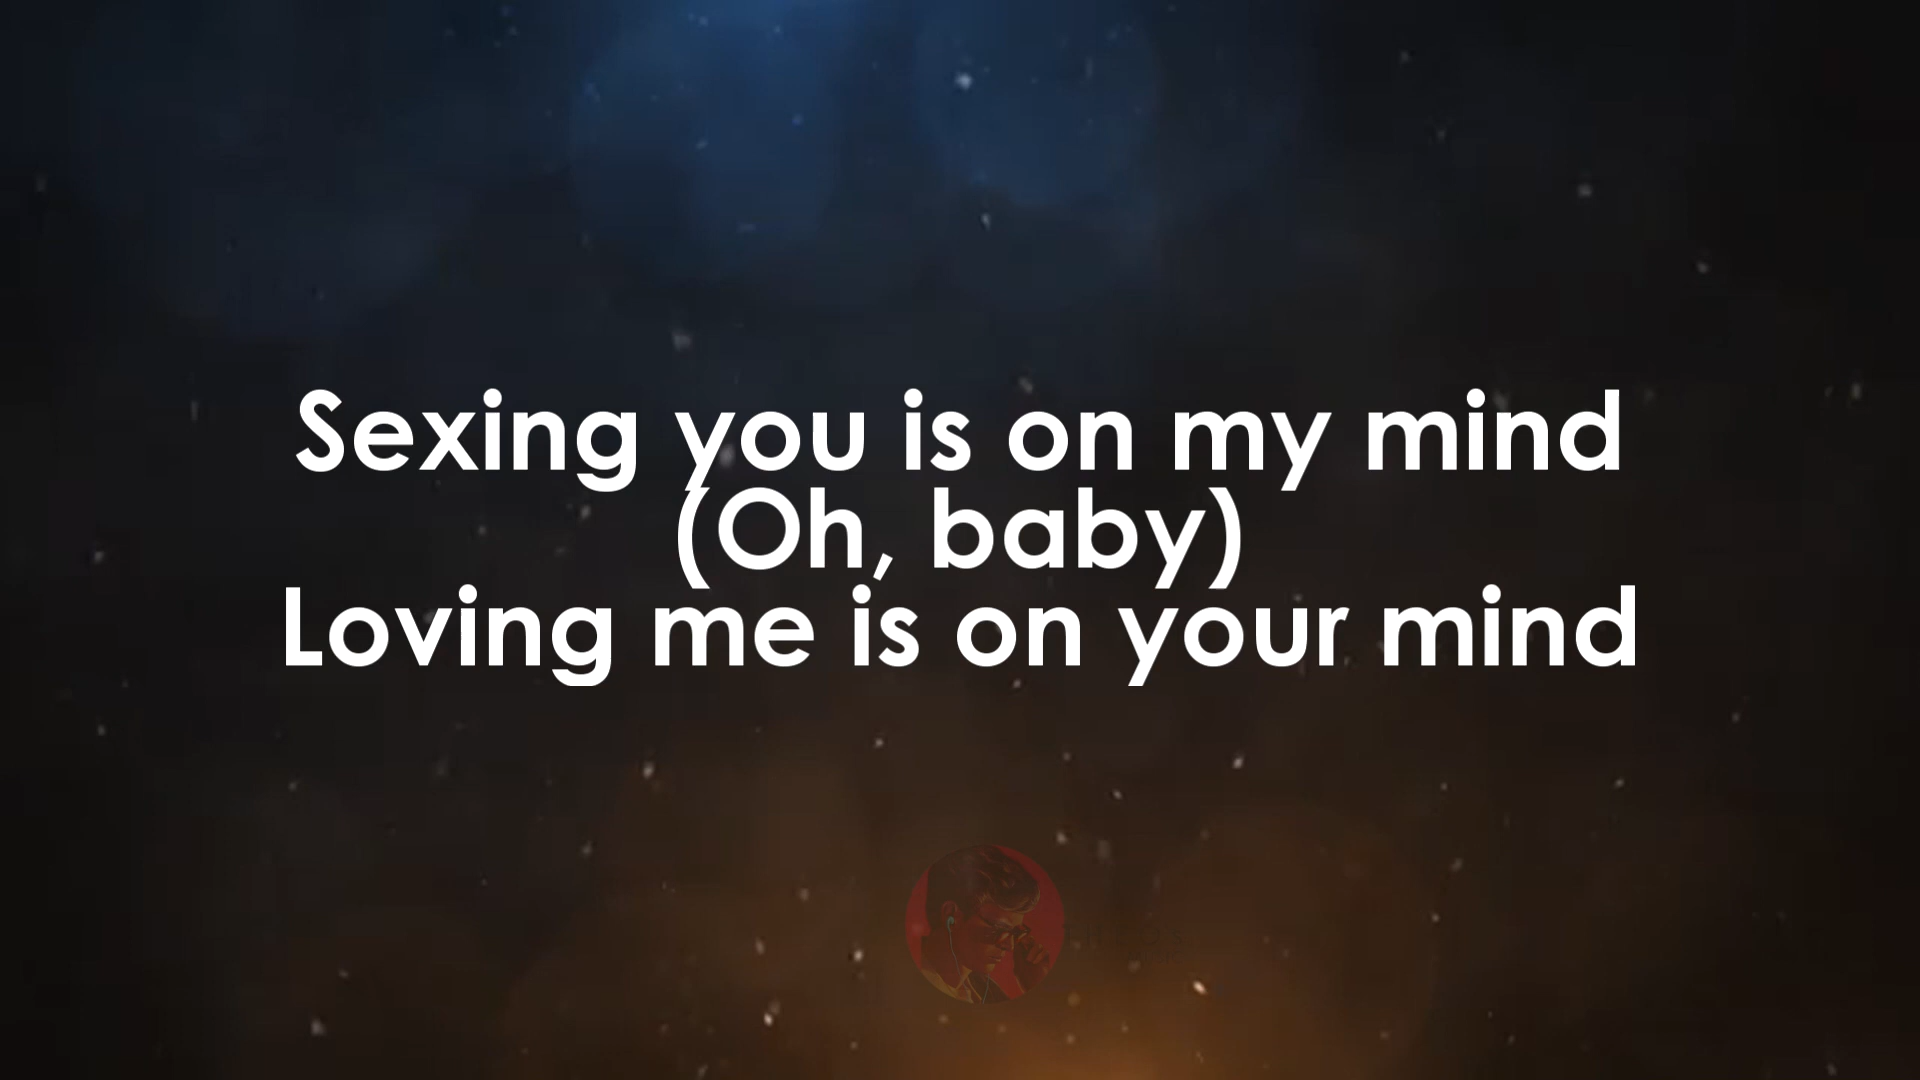 Sexing you is on my mind
(Oh, baby)
Loving me is on your mind